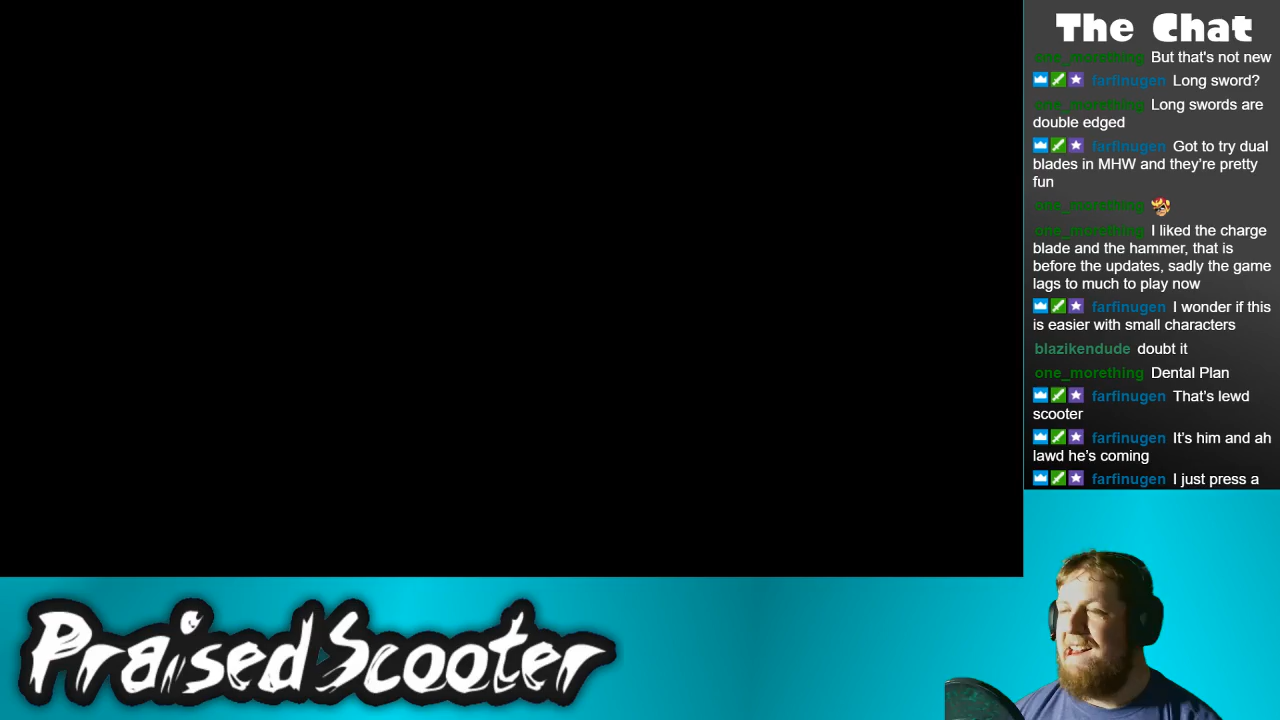 The Chat
one_morething But that's not new
farfinugen Long sword?
one_morething Long swords are
double edged
farfinugen Got to try dual
blades in MHW and they're pretty
fun
one_morething
one_morething I liked the charge
blade and the hammer, that is
before the updates, sadly the game
lags to much to play now
farfinugen I wonder if this
is easier with small characters
blazikendude doubt it
one_morething Dental Plan
farfinugen That's lewd
scooter
farfinugen It's him and ah
lawd he's coming
farfinugen I just press a
PraisedScooter